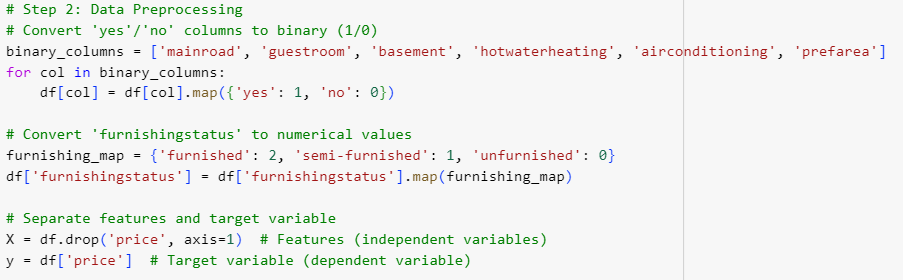 # Step 2: Data Preprocessing
# Convert 'yes'/'no' columns to binary (1/0)
binary_columns = ['mainroad', 'guestroom', 'basement', 'hotwaterheating', 'airconditioning', 'prefarea']
for col in binary_columns:
    df[col] = df[col].map({'yes': 1, 'no': 0})

# Convert 'furnishingstatus' to numerical values
furnishing_map = {'furnished': 2, 'semi-furnished': 1, 'unfurnished': 0}
df['furnishingstatus'] = df['furnishingstatus'].map(furnishing_map)

# Separate features and target variable
X = df.drop('price', axis=1)  # Features (independent variables)
y = df['price']  # Target variable (dependent variable)